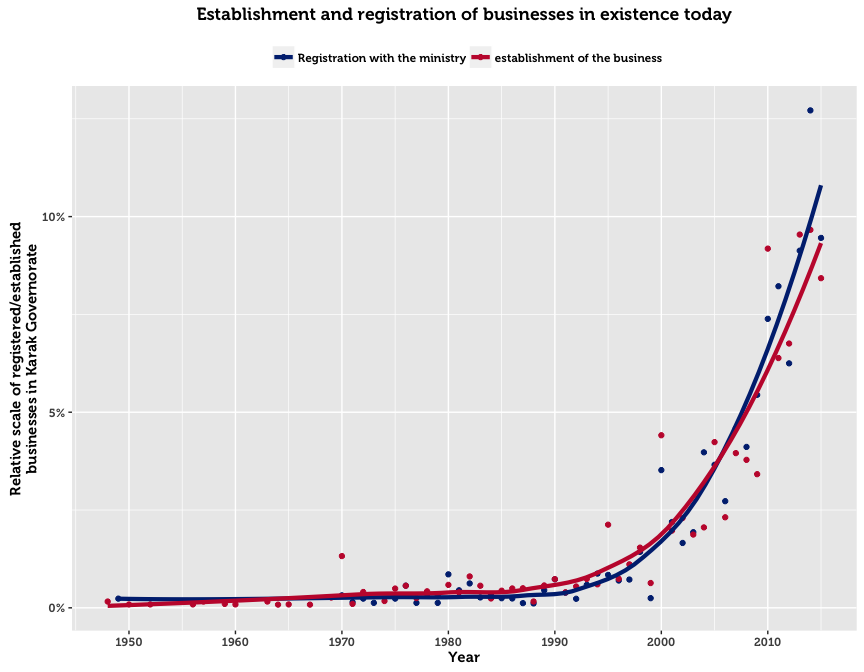 Establishment and registration of businesses in existence today
Registration with the ministry establishment of the business
Relative scale of registered/established
businesses in Karak Governorate
10%
5%
0%
1950 1960 1970 1980 1990 2000 2010
Year